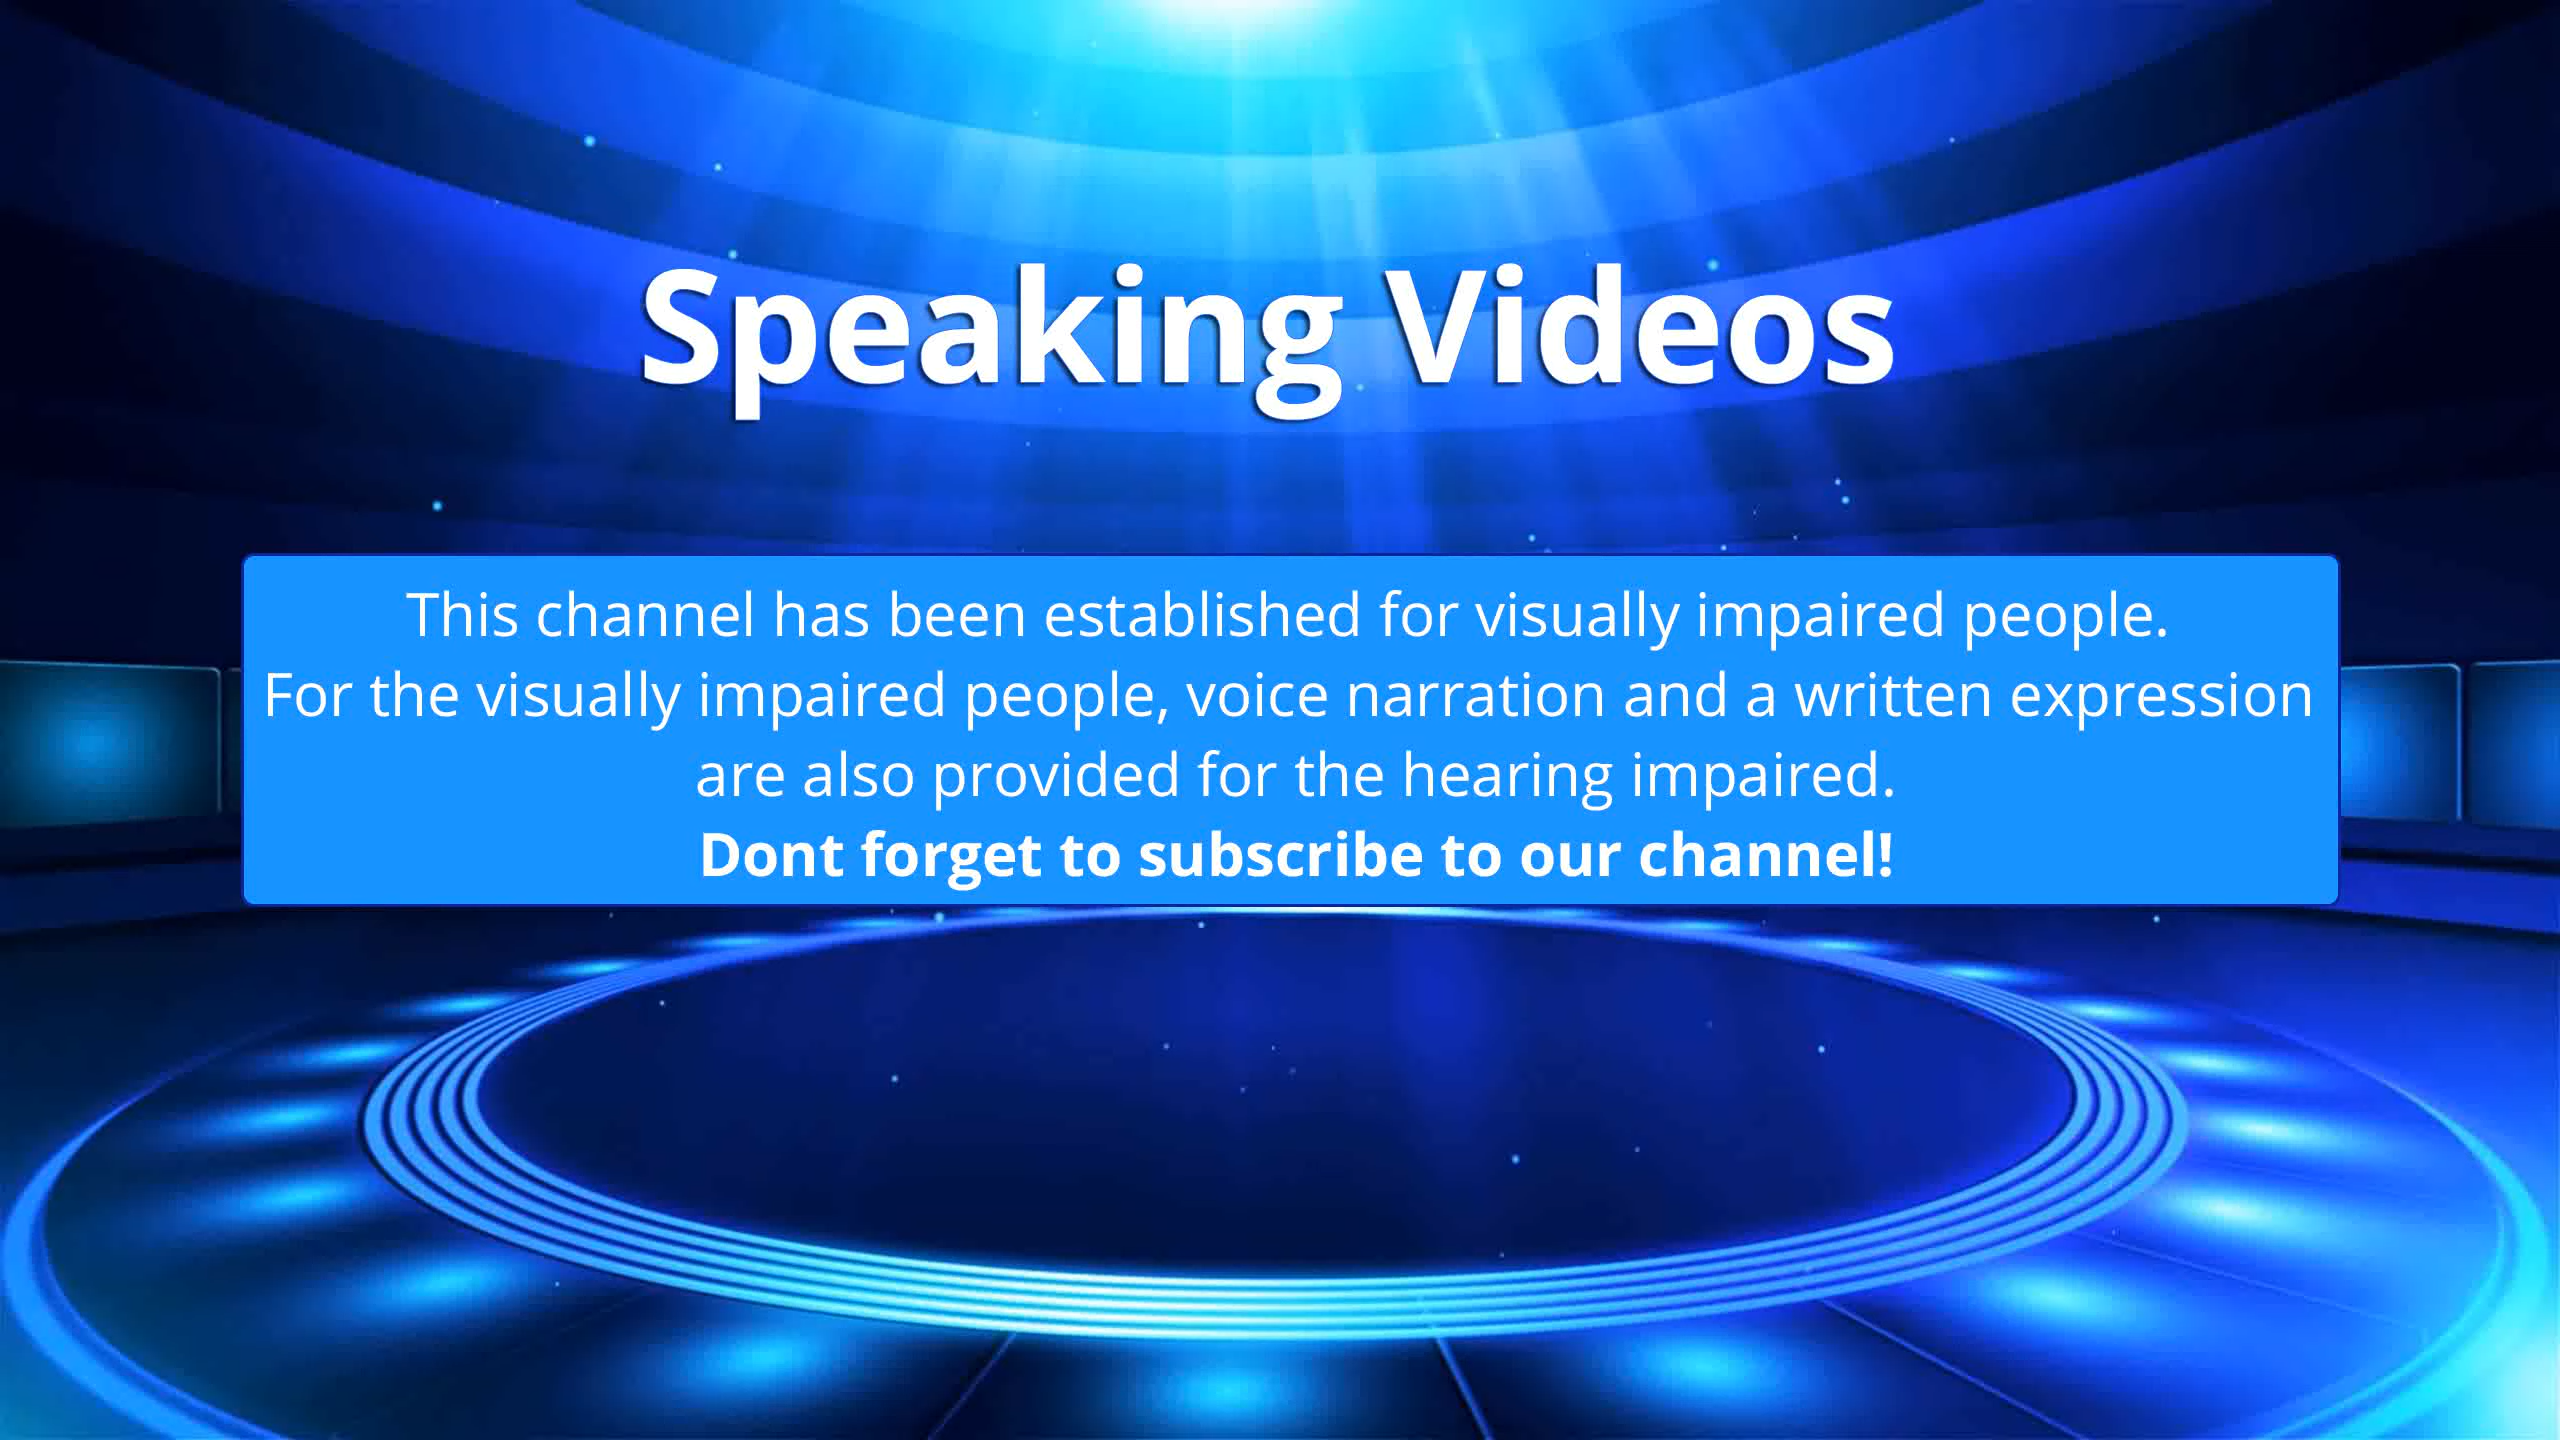 Speaking Videos
This channel has been established for visually impaired people.
For the visually impaired people, voice narration and a written expression
are also provided for the hearing impaired.
Dont forget to subscribe to our channel!